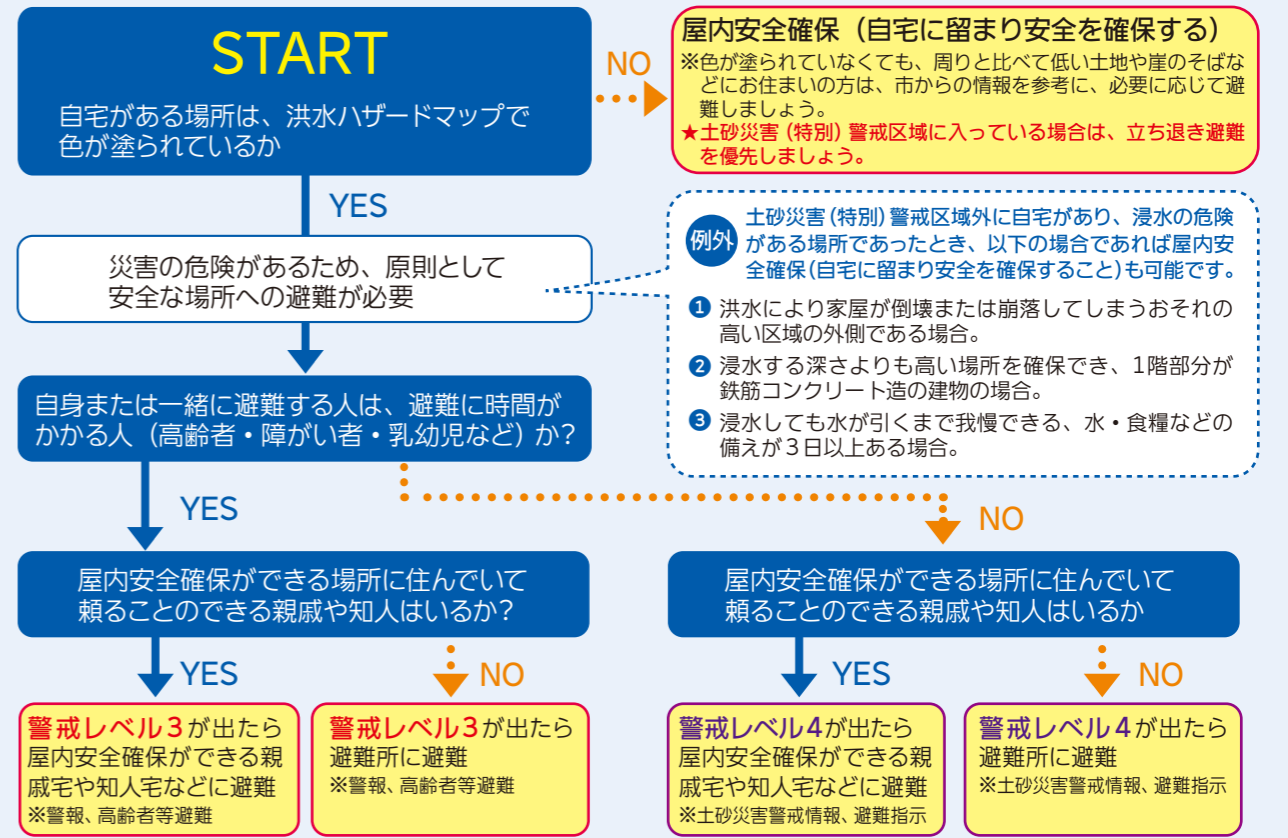 START
自宅がある場所は、洪水ハザードマップで
色が塗られているか
NO
屋内安全確保（自宅に留まり安全を確保する）
※色が塗られていなくても、周りと比べて低い土地や崖のそばな
どにお住まいの方は、市からの情報を参考に、必要に応じて避
難しましょう。
★土砂災害（特別）警戒区域に入っている場合は、立ち退き避難
を優先しましょう。
YES
災害の危険があるため、原則として
安全な場所への避難が必要
例外
土砂災害（特別）警戒区域外に自宅があり、浸水の危険
がある場所であったとき、以下の場合であれば屋内安
全確保（自宅に留まり安全を確保すること）も可能です。
❶ 洪水により家屋が倒壊または崩落してしまうおそれの
高い区域の外側である場合。
❷ 浸水する深さよりも高い場所を確保でき、1階部分が
鉄筋コンクリート造の建物の場合。
❸ 浸水しても水が引くまで我慢できる、水・食糧などの
備えが３日以上ある場合。
自身または一緒に避難する人は、避難に時間が
かかる人（高齢者・障がい者・乳幼児など）か？
YES
NO
屋内安全確保ができる場所に住んでいて
頼ることのできる親戚や知人はいるか？
屋内安全確保ができる場所に住んでいて
頼ることのできる親戚や知人はいるか
YES
NO
YES
NO
警戒レベル３が出たら
屋内安全確保ができる親
戚宅や知人宅などに避難
※警報、高齢者等避難
警戒レベル３が出たら
避難所に避難
※警報、高齢者等避難
警戒レベル４が出たら
屋内安全確保ができる親
戚宅や知人宅などに避難
※土砂災害警戒情報、避難指示
警戒レベル４が出たら
避難所に避難
※土砂災害警戒情報、避難指示